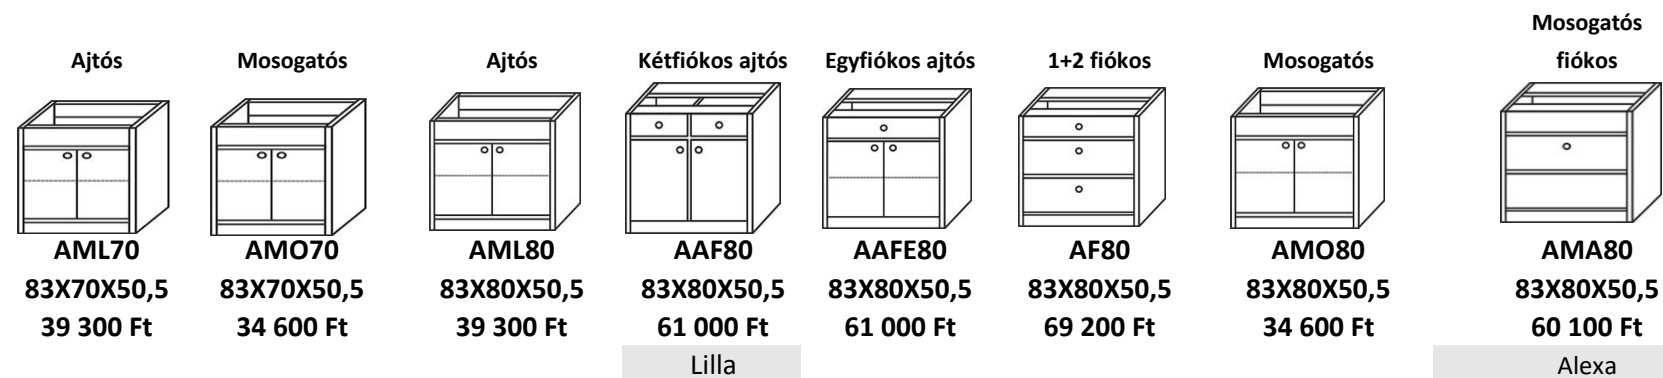 Ajtós
Mosogatós
Ajtós
Kétfiókos ajtós
Egyfiókos ajtós
1+2 fiókos
Mosogatós
Mosogatós
fiókos
AML70
AMO70
AML80
AAF80
AAFE80
AF80
AMO80
AMA80
83X70X50,5
83X70X50,5
83X80X50,5
83X80X50,5
83X80X50,5
83X80X50,5
83X80X50,5
83X80X50,5
39 300 Ft
34 600 Ft
39 300 Ft
61 000 Ft
61 000 Ft
69 200 Ft
34 600 Ft
60 100 Ft
Lilla
Alexa